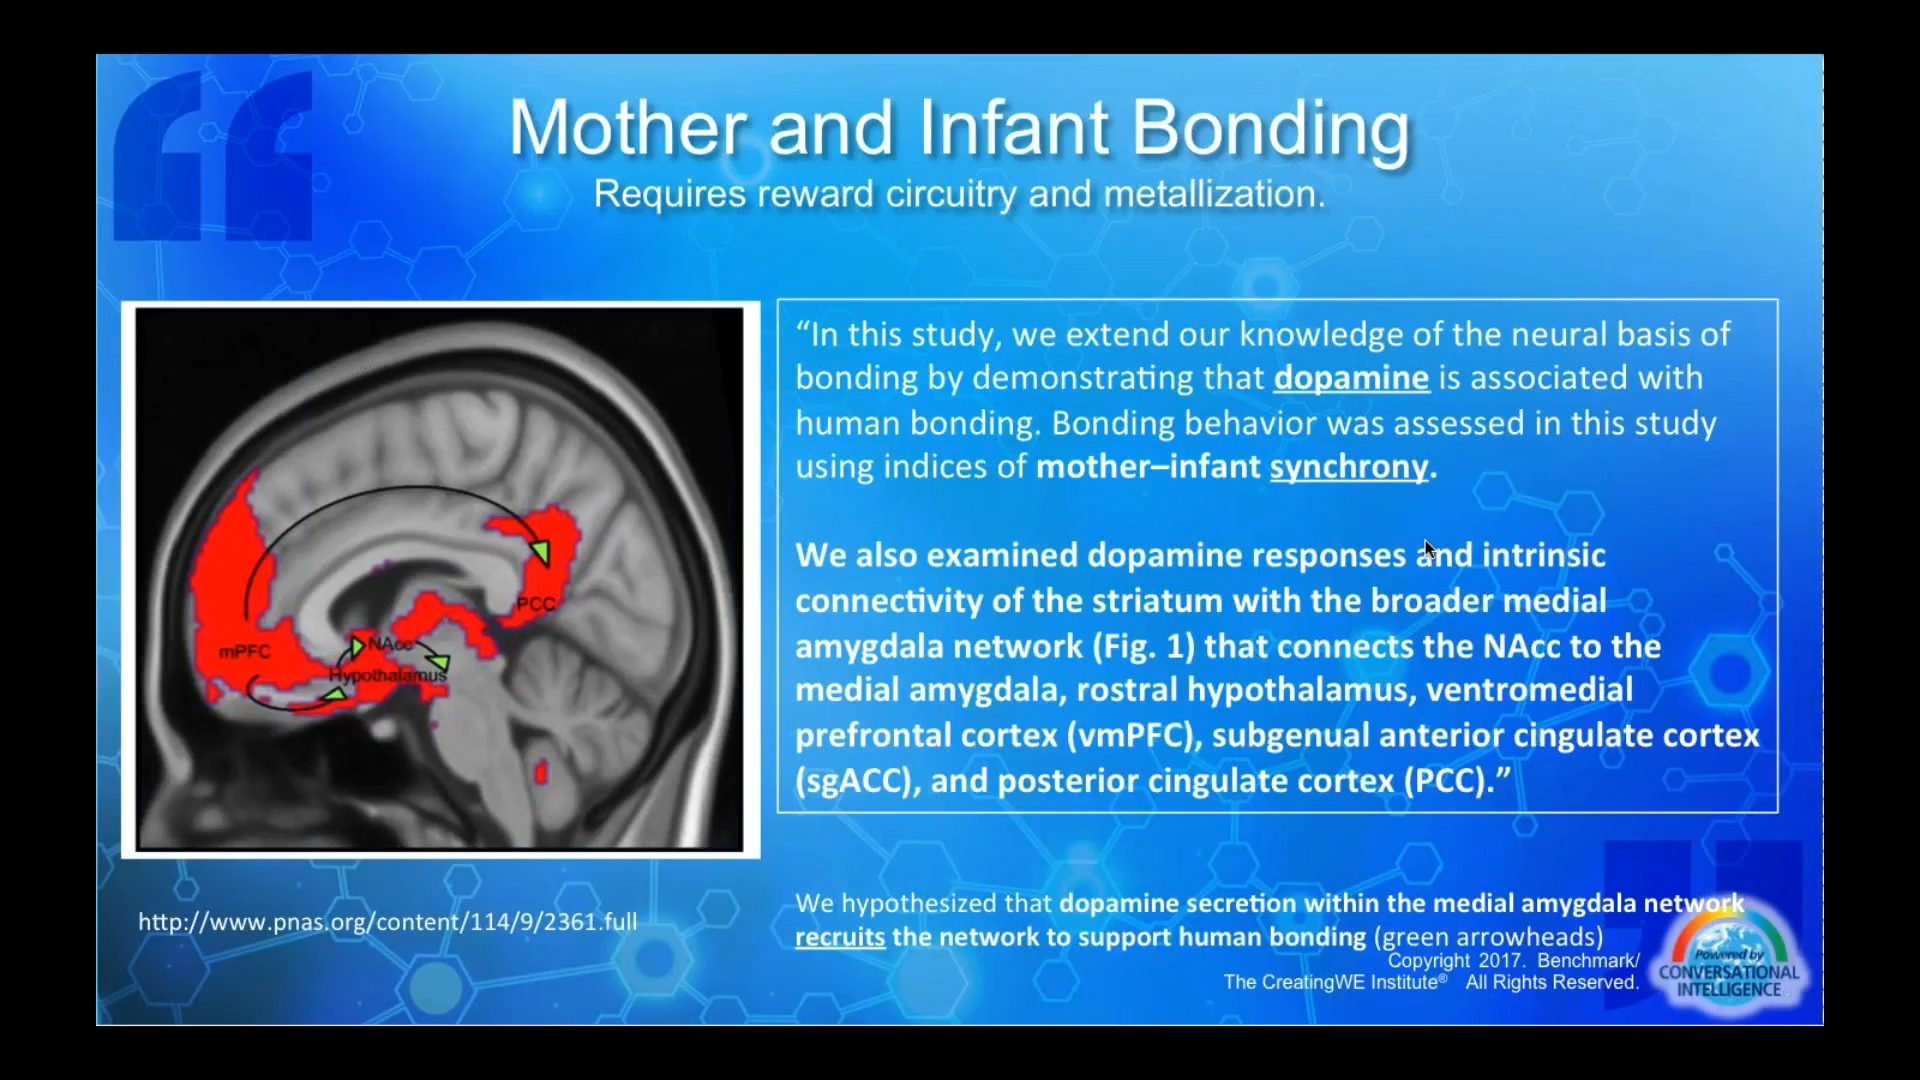 Mother and Infant Bonding
Requires reward circuitry and metallization.
“In this study, we extend our knowledge of the neural basis of
bonding by demonstrating that dopamine is associated with
human bonding. Bonding behavior was assessed in this study
using indices of mother–infant synchrony.
We also examined dopamine responses and intrinsic
connectivity of the striatum with the broader medial
amygdala network (Fig. 1) that connects the NAcc to the
medial amygdala, rostral hypothalamus, ventromedial
prefrontal cortex (vmPFC), subgenual anterior cingulate cortex
(sgACC), and posterior cingulate cortex (PCC).”
PCC
NAcc
mPFC
Hypothalamus
http://www.pnas.org/content/114/9/2361.full
We hypothesized that dopamine secretion within the medial amygdala network
recruits the network to support human bonding (green arrowheads)
Copyright 2017. Benchmark/
The CreatingWE Institute® All Rights Reserved.
Powered by
CONVERSATIONAL
INTELLIGENCE